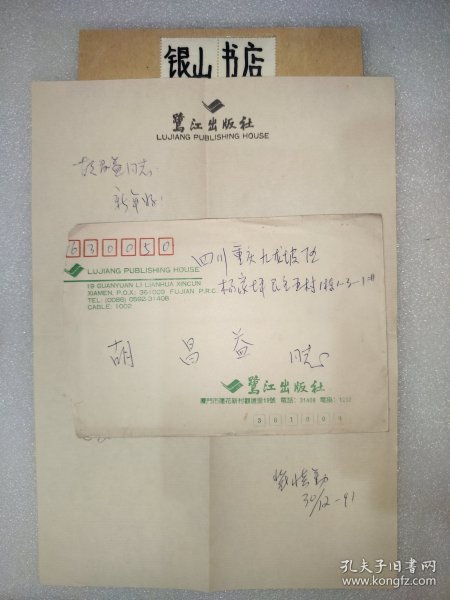 银山书店
鹭江出版社
LUJIANG PUBLISHING HOUSE
胡昌益同志:
新年好!
630050
LUJIANG PUBLISHING HOUSE
19 GUANYUAN LI LIANHUA XINCUN
XIAMEN, P.O.X: 361009 FUJIAN P.R.C
TEL: (0086) 0592-31408
CABLE: 1002
四川重庆九龙坡区
杨家坪
胡昌益 同志
鹭江出版社
361009
30/12-91
孔夫子旧书网
www.kongfz.com